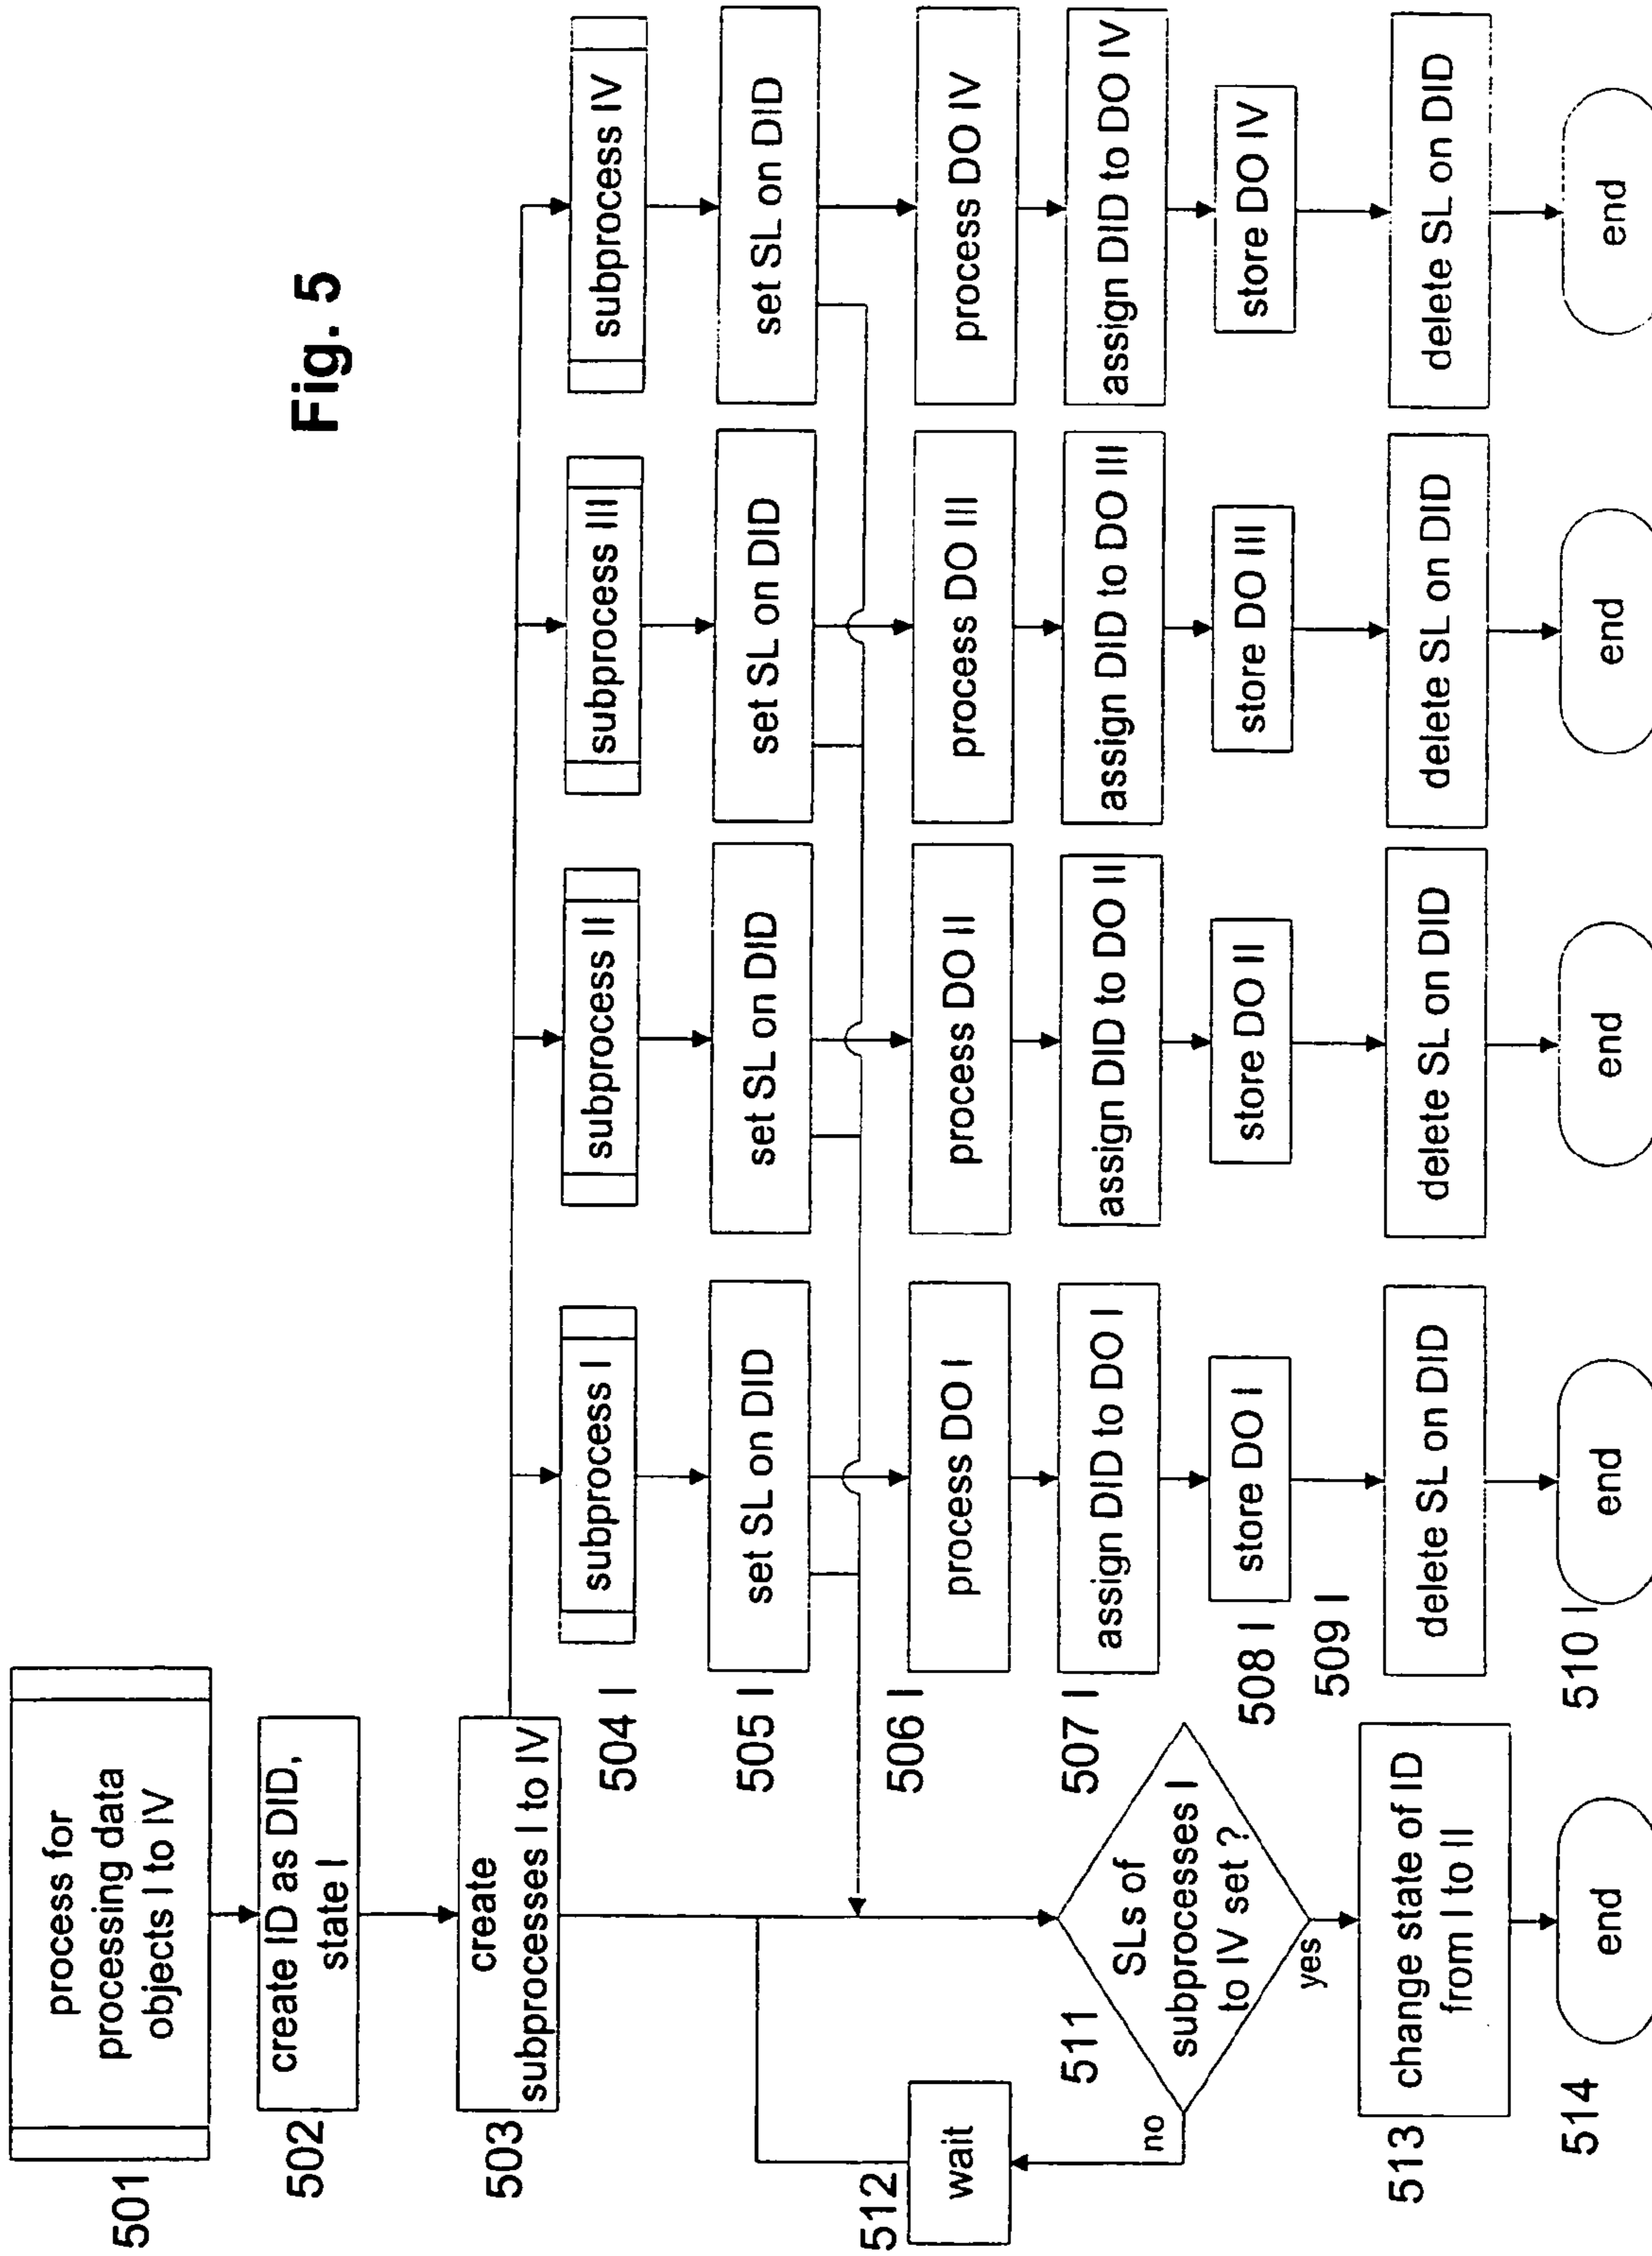 Fig. 5
501
process for
processing data
objects I to IV
502
create ID as DID,
state I
503
create
subprocesses I to IV
504 I
subprocess I
subprocess II
subprocess III
subprocess IV
505 I
set SL on DID
set SL on DID
set SL on DID
set SL on DID
512
wait
506 I
process DO I
process DO II
process DO III
process DO IV
511
SLs of
subprocesses I
to IV set ?
no
yes
507 I
assign DID to DO I
assign DID to DO II
assign DID to DO III
assign DID to DO IV
508 I
store DO I
store DO II
store DO III
store DO IV
509 I
513
change state of ID
from I to II
delete SL on DID
delete SL on DID
delete SL on DID
delete SL on DID
514
end
510 I
end
end
end
end